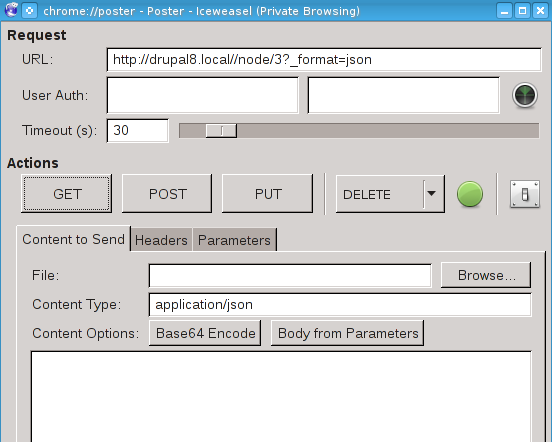 chrome://poster - Poster - Iceweasel (Private Browsing)
Request
URL: http://drupal8.local//node/3?_format=json
User Auth:
Timeout (s): 30
Actions
GET POST PUT DELETE
Content to Send Headers Parameters
File: Browse...
Content Type: application/json
Content Options: Base64 Encode Body from Parameters